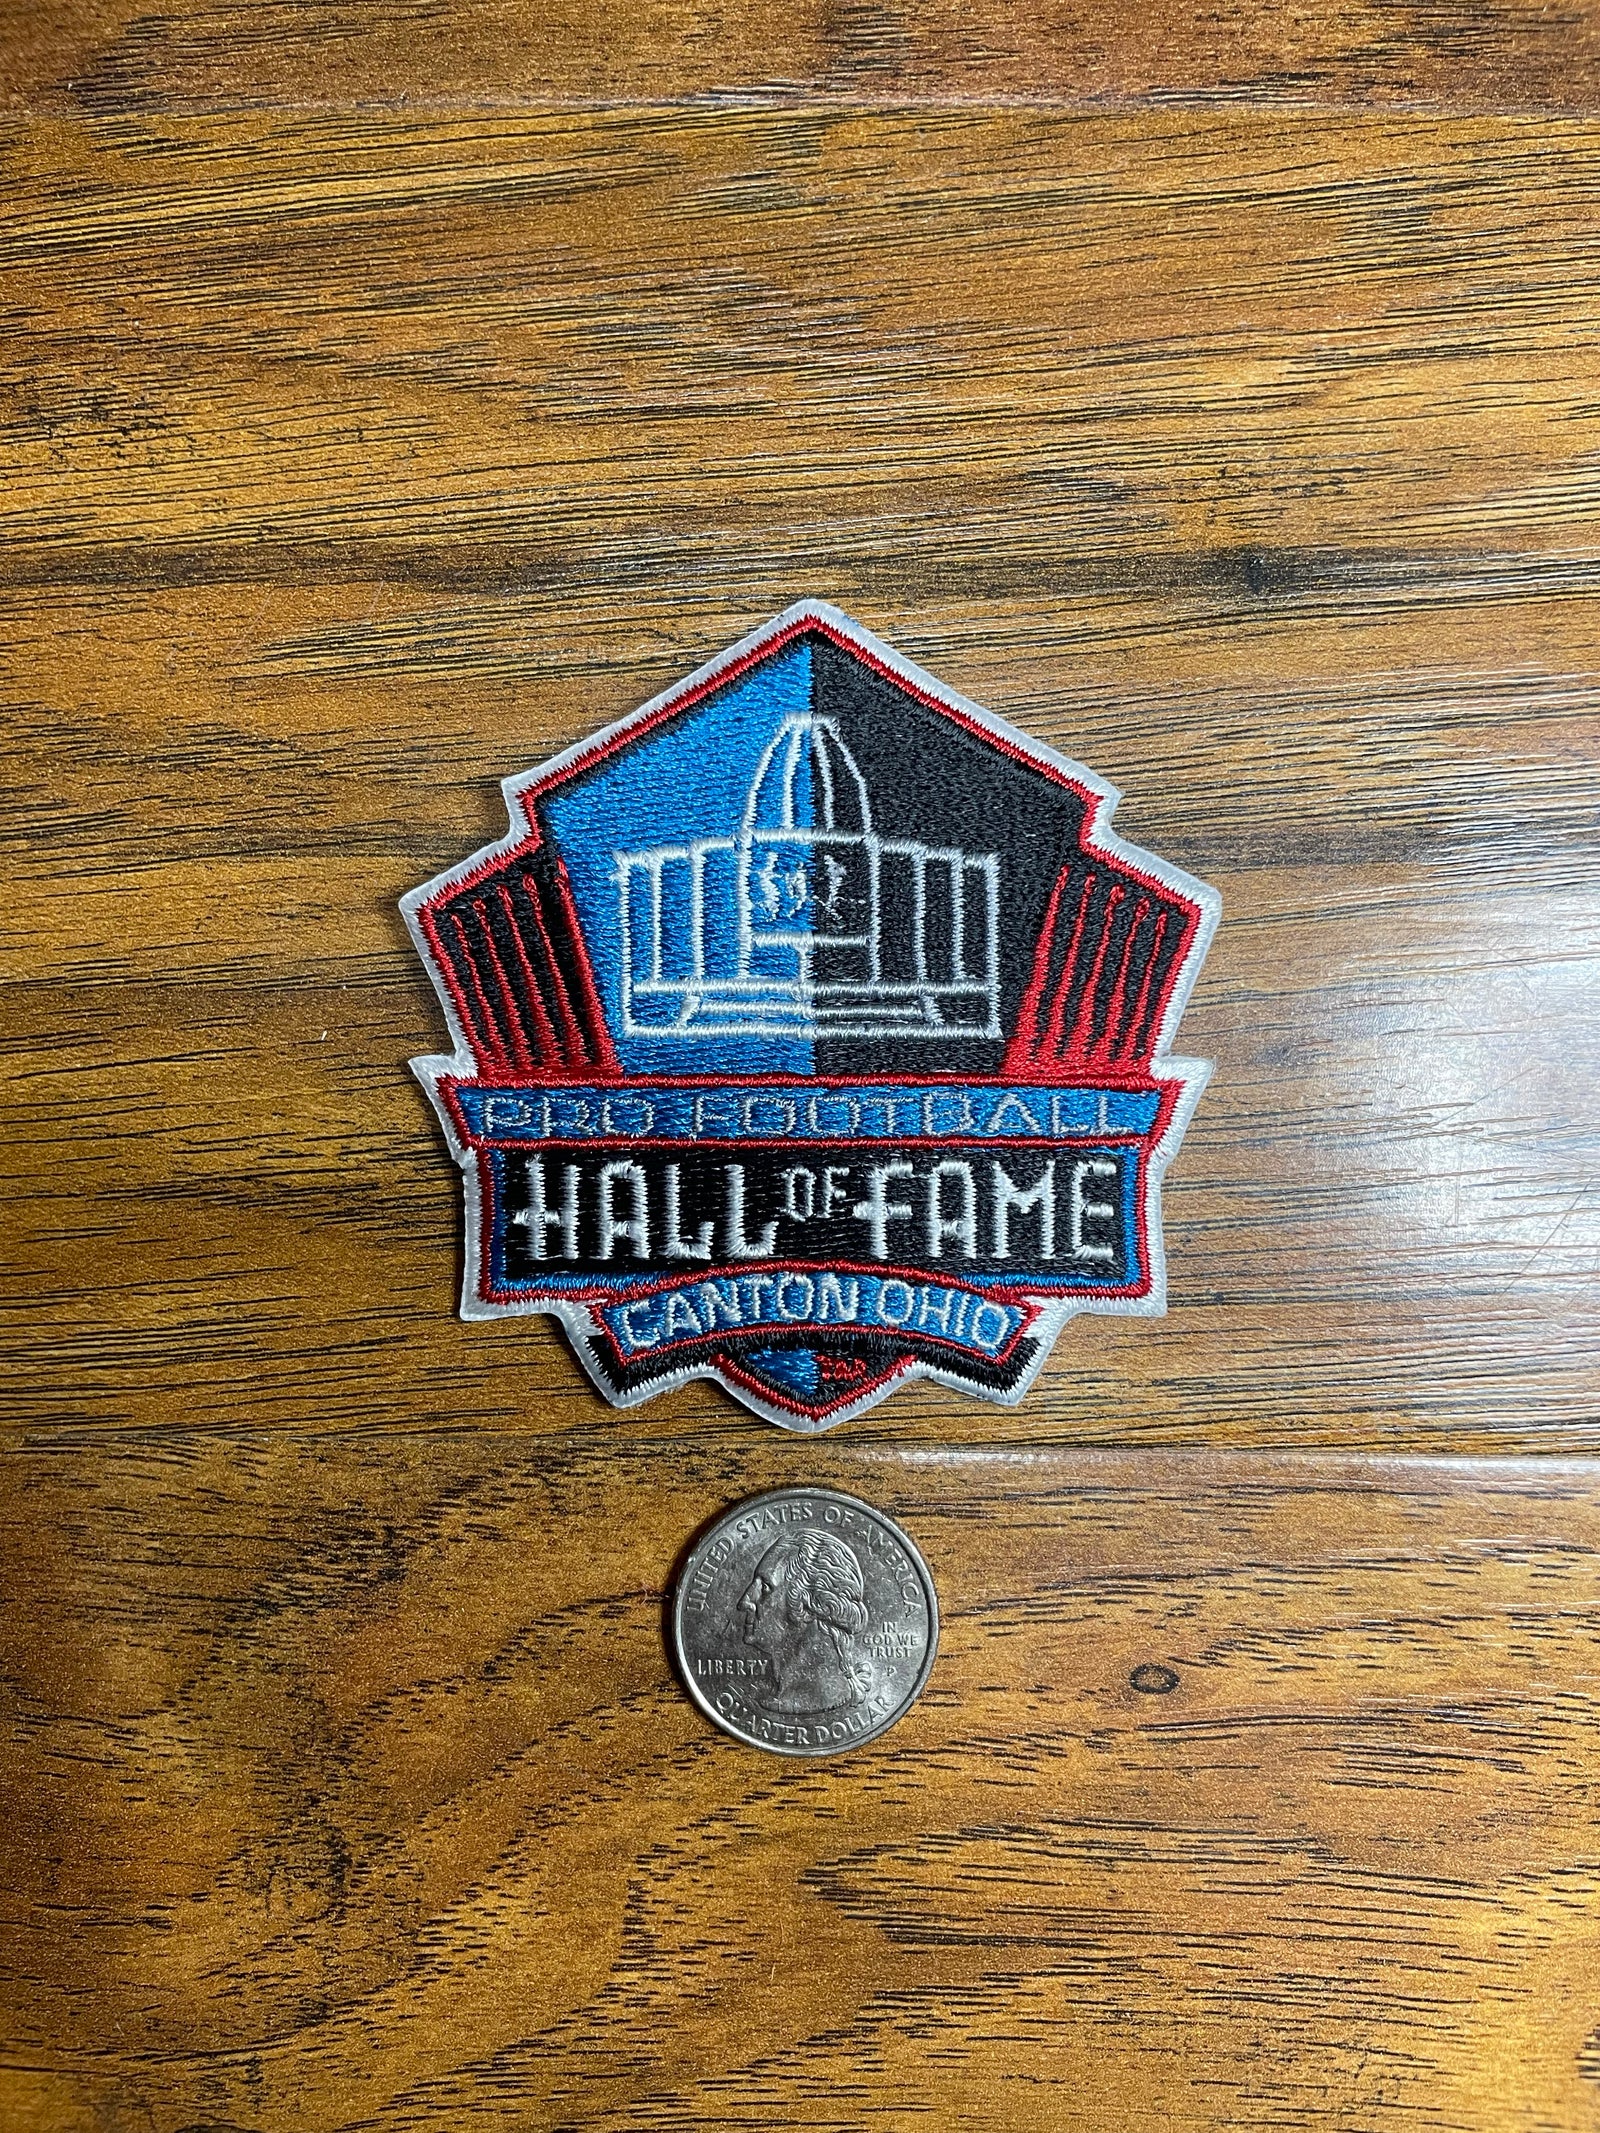 PRO FOOTBALL
HALL OF FAME
CANTON OHIO
UNITED STATES OF AMERICA
LIBERTY
IN
GOD WE
TRUST
P
QUARTER DOLLAR